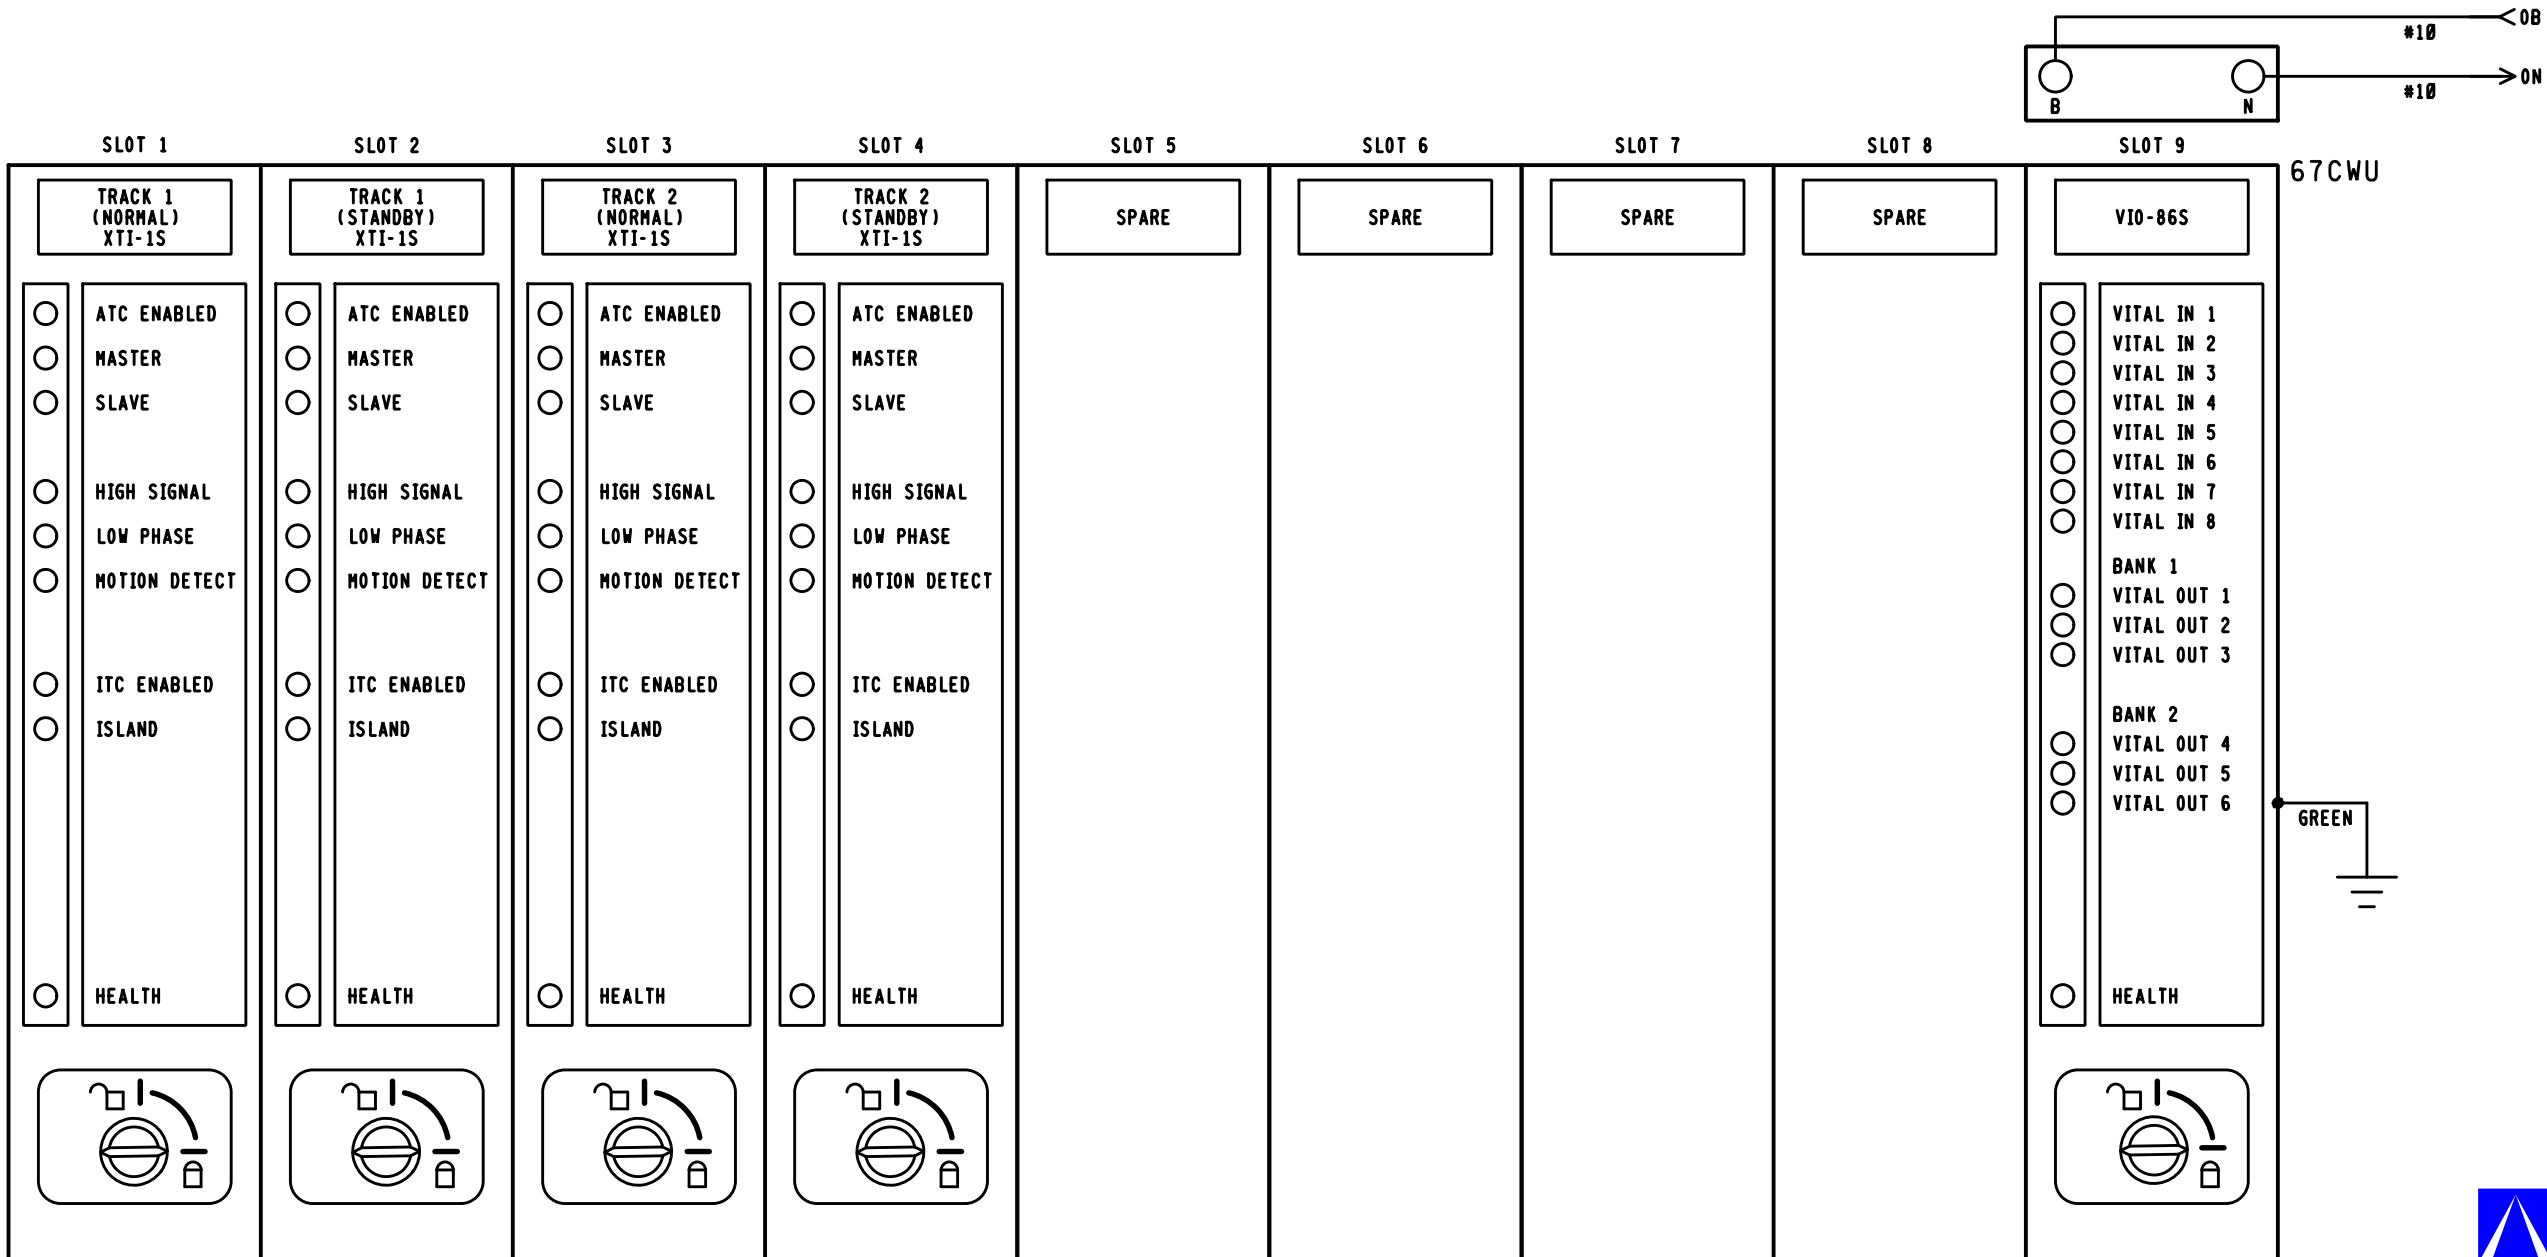 OB
#10
ON
#10
B N
SLOT 1 SLOT 2 SLOT 3 SLOT 4 SLOT 5 SLOT 6 SLOT 7 SLOT 8 SLOT 9
67CWU
TRACK 1
(NORMAL)
XTI-1S
TRACK 1
(STANDBY)
XTI-1S
TRACK 2
(NORMAL)
XTI-1S
TRACK 2
(STANDBY)
XTI-1S
SPARE
SPARE
SPARE
SPARE
VIO-86S
ATC ENABLED
MASTER
SLAVE
HIGH SIGNAL
LOW PHASE
MOTION DETECT
ITC ENABLED
ISLAND
HEALTH
ATC ENABLED
MASTER
SLAVE
HIGH SIGNAL
LOW PHASE
MOTION DETECT
ITC ENABLED
ISLAND
HEALTH
ATC ENABLED
MASTER
SLAVE
HIGH SIGNAL
LOW PHASE
MOTION DETECT
ITC ENABLED
ISLAND
HEALTH
ATC ENABLED
MASTER
SLAVE
HIGH SIGNAL
LOW PHASE
MOTION DETECT
ITC ENABLED
ISLAND
HEALTH
VITAL IN 1
VITAL IN 2
VITAL IN 3
VITAL IN 4
VITAL IN 5
VITAL IN 6
VITAL IN 7
VITAL IN 8
BANK 1
VITAL OUT 1
VITAL OUT 2
VITAL OUT 3
BANK 2
VITAL OUT 4
VITAL OUT 5
VITAL OUT 6
HEALTH
GREEN